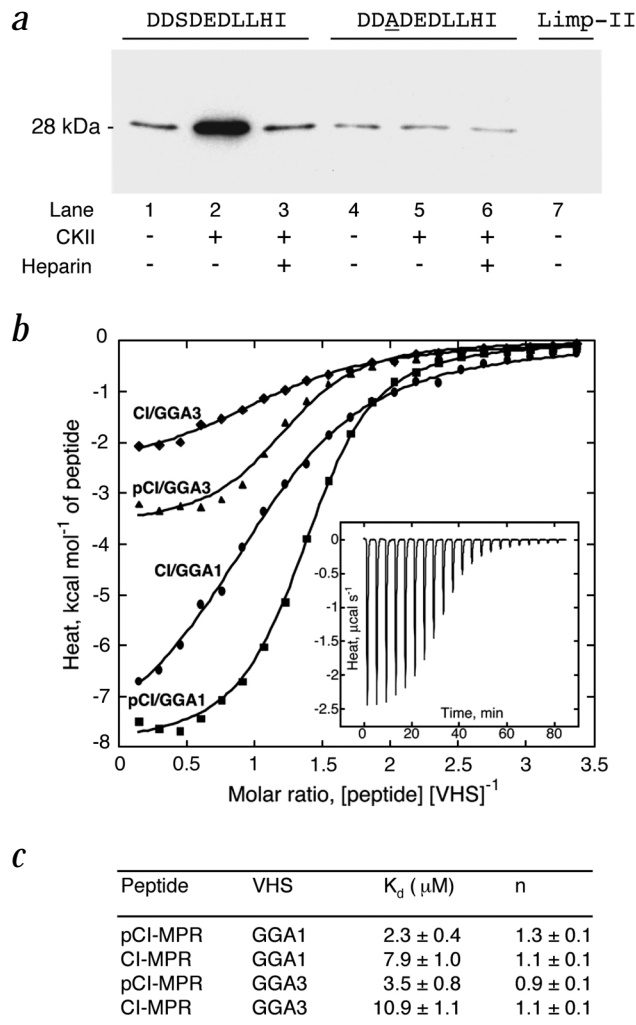 a
DDSDEDLLHI DDADEDLLHI Limp-II
28 kDa -
Lane 1 2 3 4 5 6 7
CKII - + + - + + -
Heparin - - + - - + -
b
0
-1
-2
-3
-4
-5
-6
-7
-8
Heat, kcal mol⁻¹ of peptide
CI/GGA3
pCI/GGA3
CI/GGA1
pCI/GGA1
0
-0.5
-1
-1.5
-2
-2.5
Heat, μcal s⁻¹
Time, min
0 20 40 60 80
0 0.5 1 1.5 2 2.5 3 3.5
Molar ratio, [peptide] [VHS]⁻¹
c
Peptide VHS Kd (μM) n
pCI-MPR GGA1 2.3 ± 0.4 1.3 ± 0.1
CI-MPR GGA1 7.9 ± 1.0 1.1 ± 0.1
pCI-MPR GGA3 3.5 ± 0.8 0.9 ± 0.1
CI-MPR GGA3 10.9 ± 1.1 1.1 ± 0.1